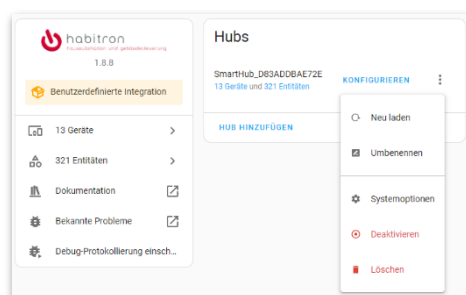 habitron
hausautomation und gebäudesteuerung
1.8.8
Benutzerdefinierte Integration
13 Geräte
321 Entitäten
Dokumentation
Bekannte Probleme
Debug-Protokollierung einsch...
Hubs
SmartHub_D83ADDBAE72E
13 Geräte und 321 Entitäten
KONFIGURIEREN
HUB HINZUFÜGEN
Neu laden
Umbenennen
Systemoptionen
Deaktivieren
Löschen